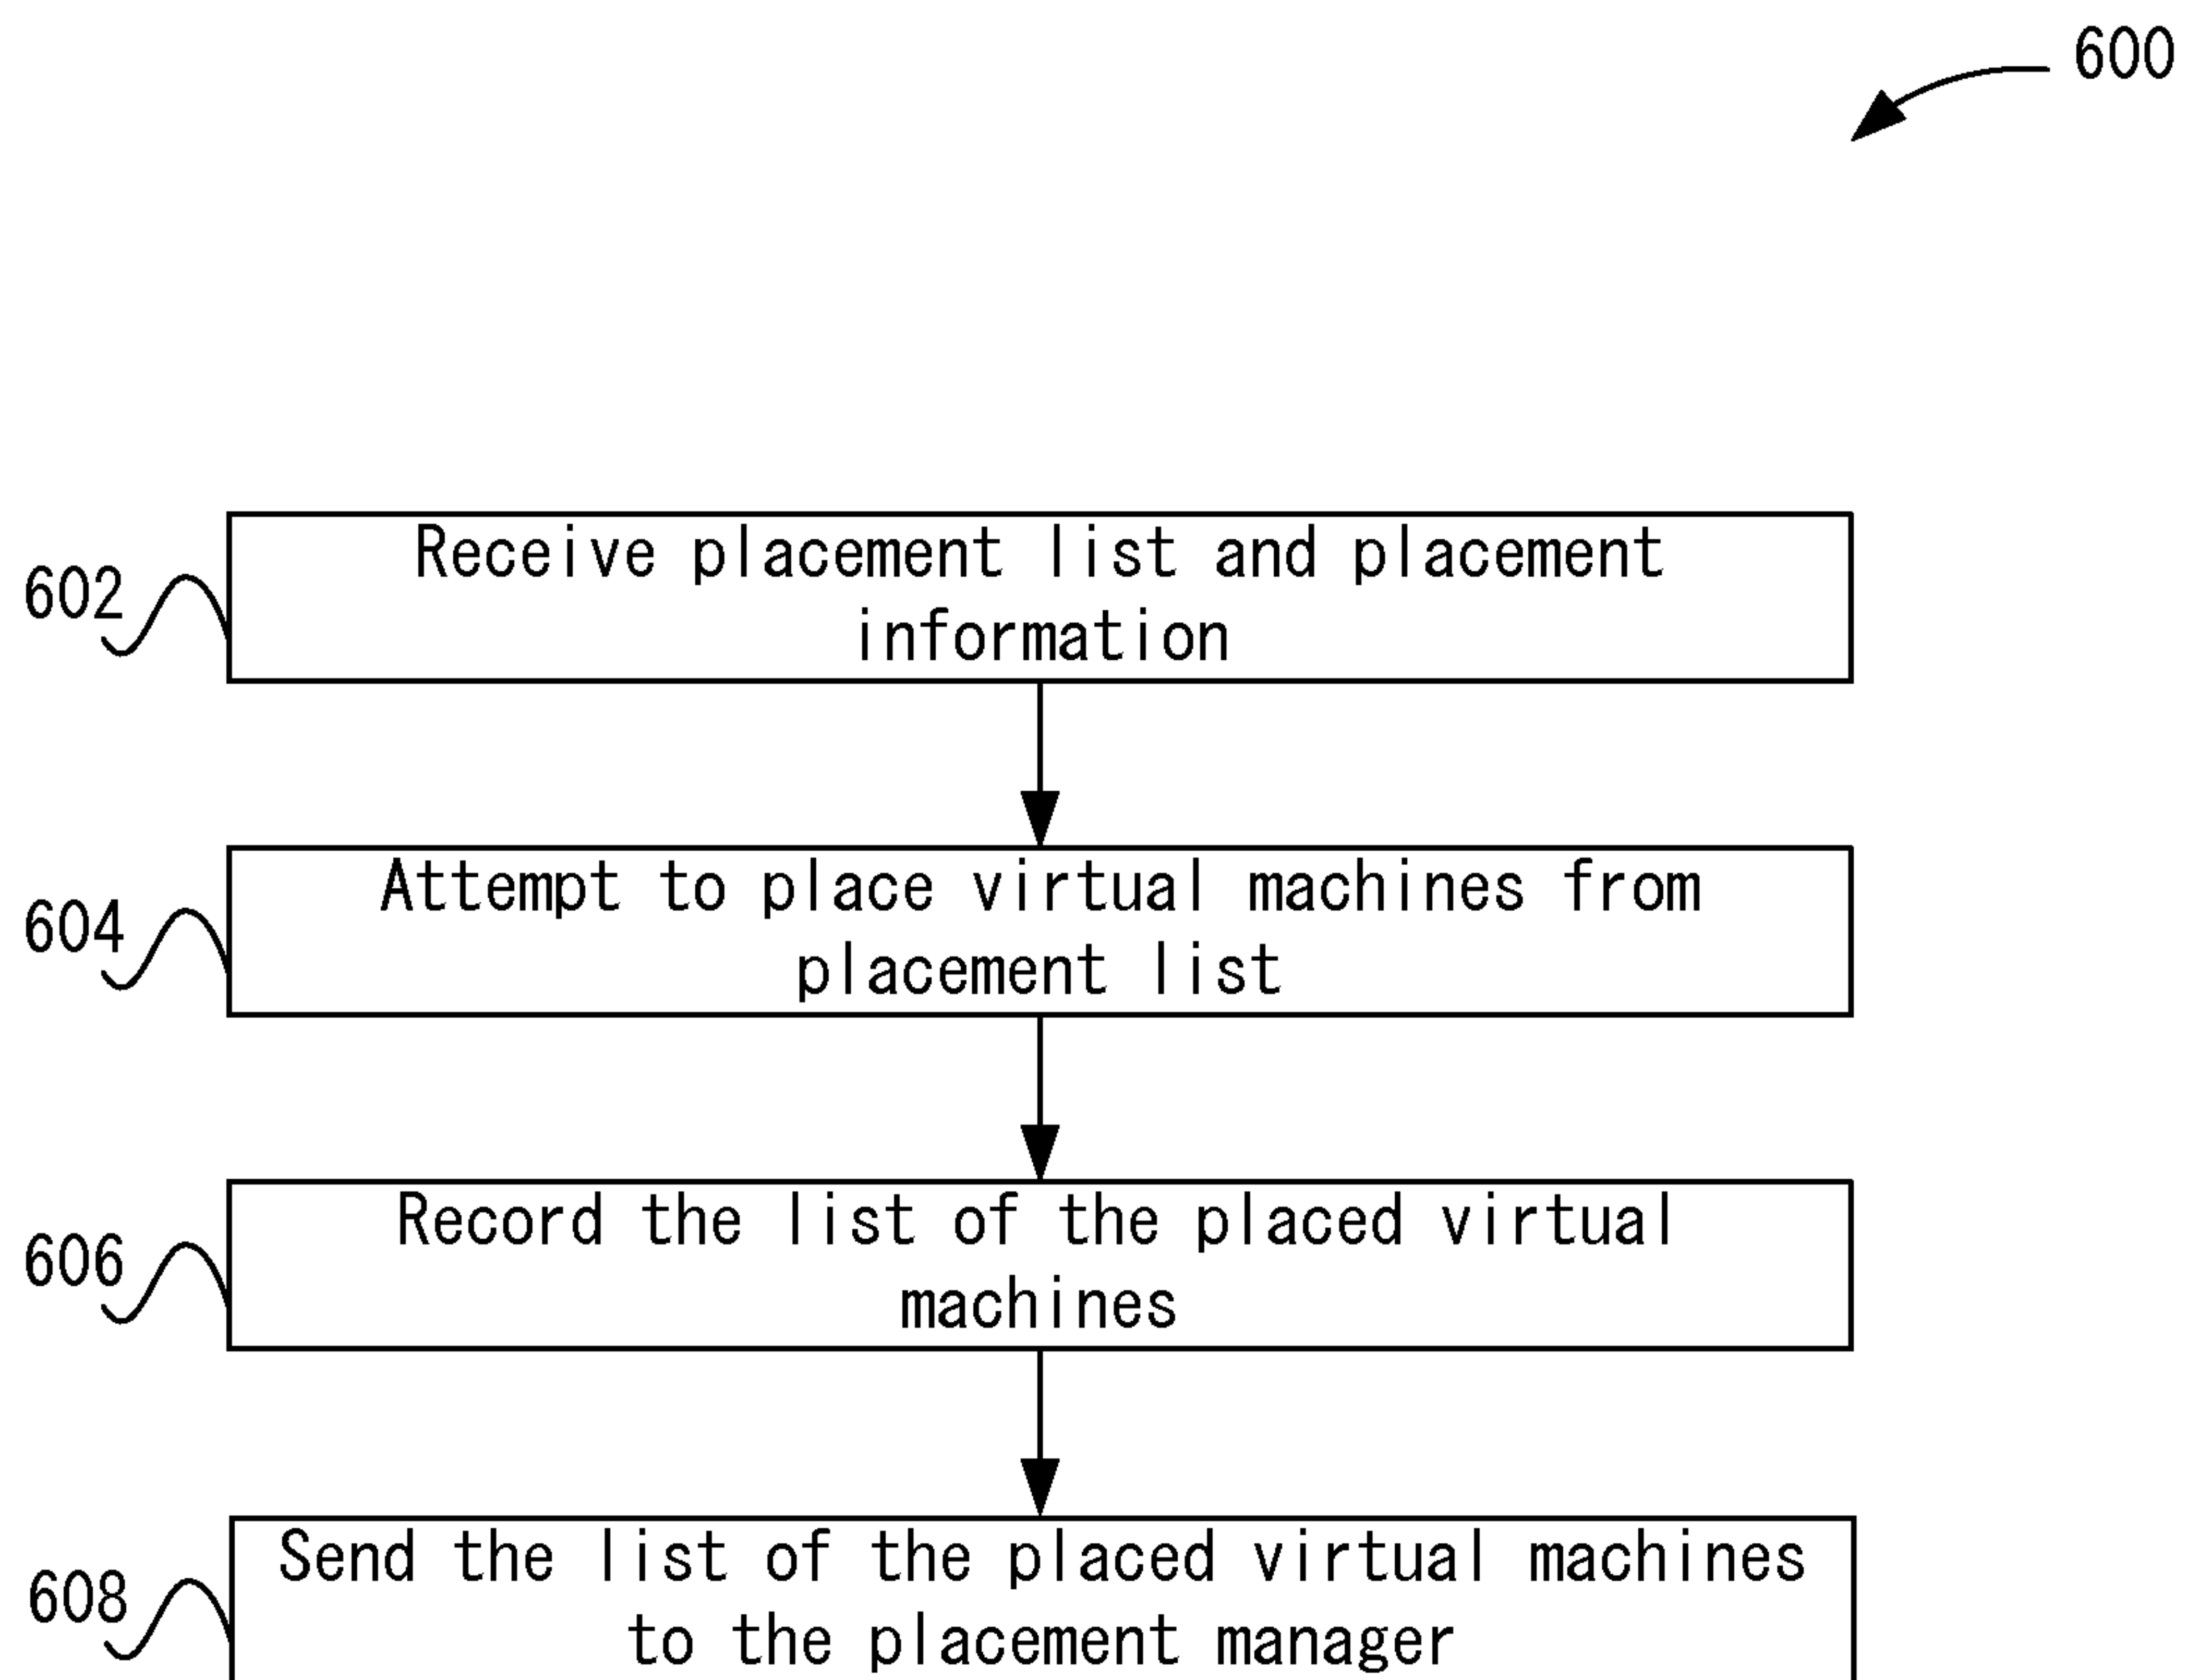 600
602
Receive placement list and placement
information
604
Attempt to place virtual machines from
placement list
606
Record the list of the placed virtual
machines
608
Send the list of the placed virtual machines
to the placement manager